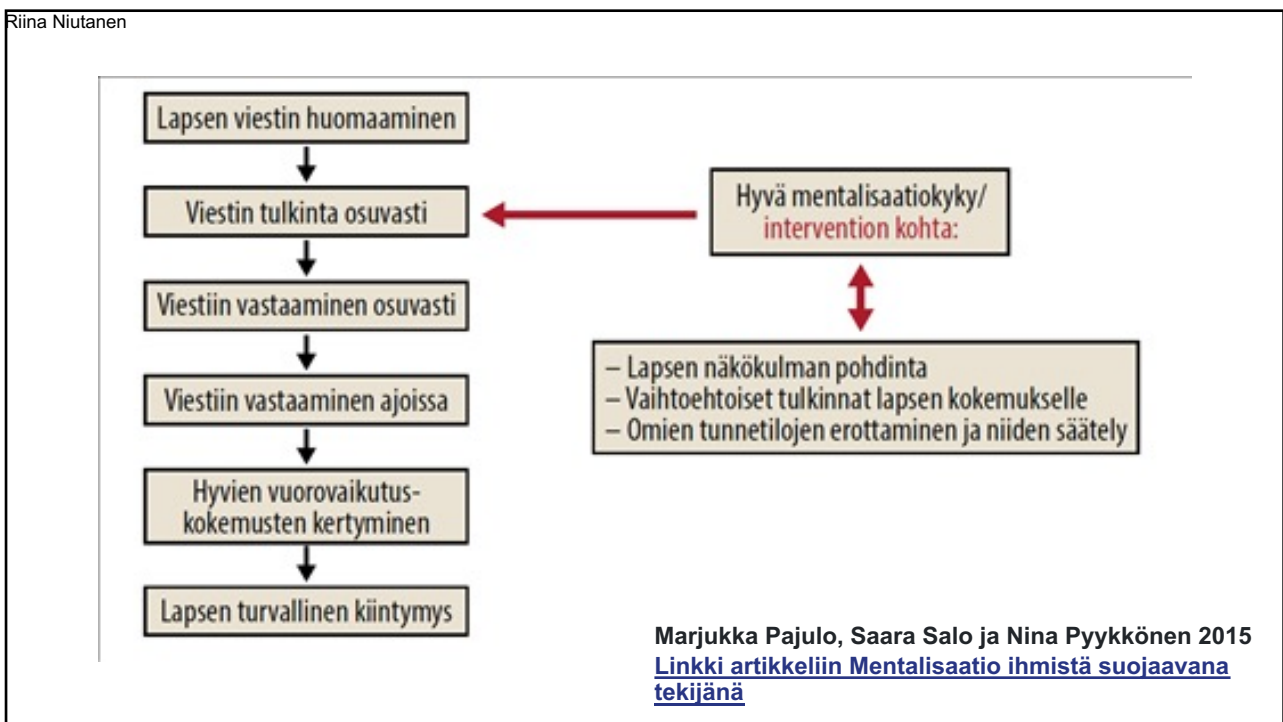 Riina Niutanen
Lapsen viestin huomaaminen
Viestin tulkinta osuvasti
Viestiin vastaaminen osuvasti
Viestiin vastaaminen ajoissa
Hyvien vuorovaikutus-
kokemusten kertyminen
Lapsen turvallinen kiintymys
Hyvä mentalisaatiokyky/
intervention kohta:
– Lapsen näkökulman pohdinta
– Vaihtoehtoiset tulkinnat lapsen kokemukselle
– Omien tunnetilojen erottaminen ja niiden säätely
Marjukka Pajulo, Saara Salo ja Nina Pyykkönen 2015
Linkki artikkeliin Mentalisaatio ihmistä suojaavana
tekijänä